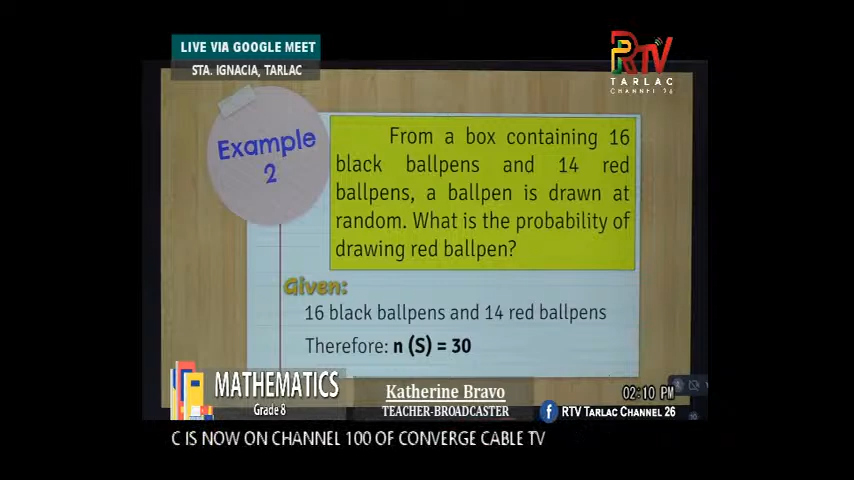 LIVE VIA GOOGLE MEET
STA. IGNACIA, TARLAC
RTV
TARLAC
CHANNEL 26
Example
2
From a box containing 16
black ballpens and 14 red
ballpens, a ballpen is drawn at
random. What is the probability of
drawing red ballpen?
Given:
16 black ballpens and 14 red ballpens
Therefore: n (S) = 30
MATHEMATICS
Grade 8
Katherine Bravo
TEACHER-BROADCASTER
02:10 PM
RTV TARLAC CHANNEL 26
C IS NOW ON CHANNEL 100 OF CONVERGE CABLE TV